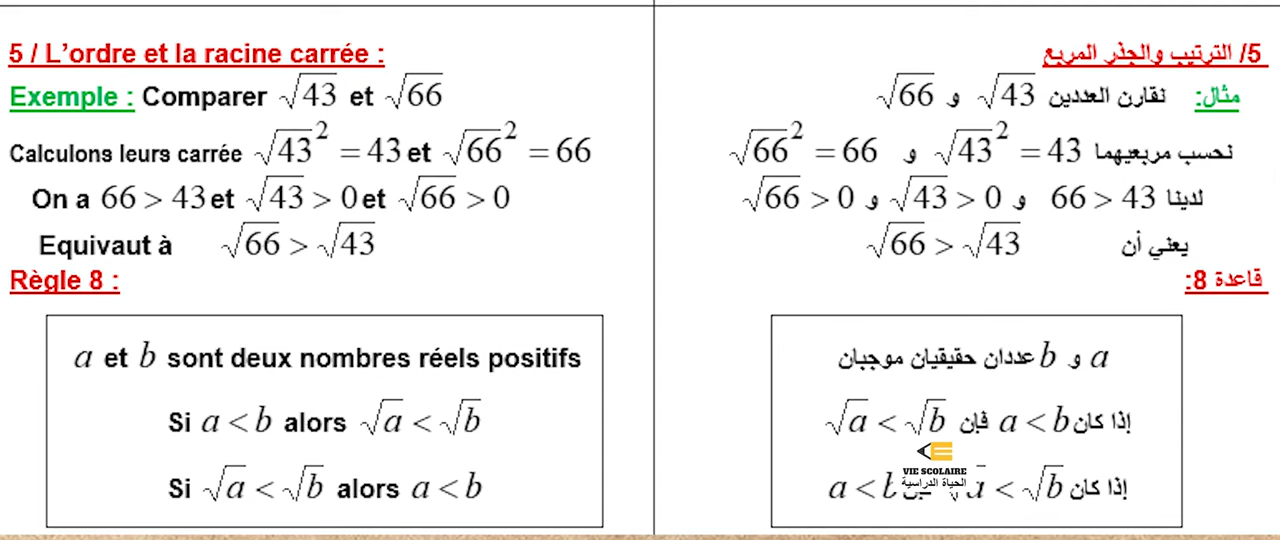 5 / L’ordre et la racine carrée :
Exemple : Comparer √43 et √66
Calculons leurs carrée √43² = 43 et √66² = 66
On a 66 > 43 et √43 > 0 et √66 > 0
Equivaut à √66 > √43
Règle 8 :
a et b sont deux nombres réels positifs
Si a < b alors √a < √b
Si √a < √b alors a < b
5/ الترتيب والجذر المربع
مثال: نقارن العددين √43 و √66
نحسب مربعيهما √43² = 43 و √66² = 66
لدينا 66 > 43 و √43 > 0 و √66 > 0
يعني أن √66 > √43
قاعدة 8:
a و b عددان حقيقيان موجبان
إذا كان a < b فإن √a < √b
إذا كان √a < √b a < b
VIE SCOLAIRE
الحياة الدراسية